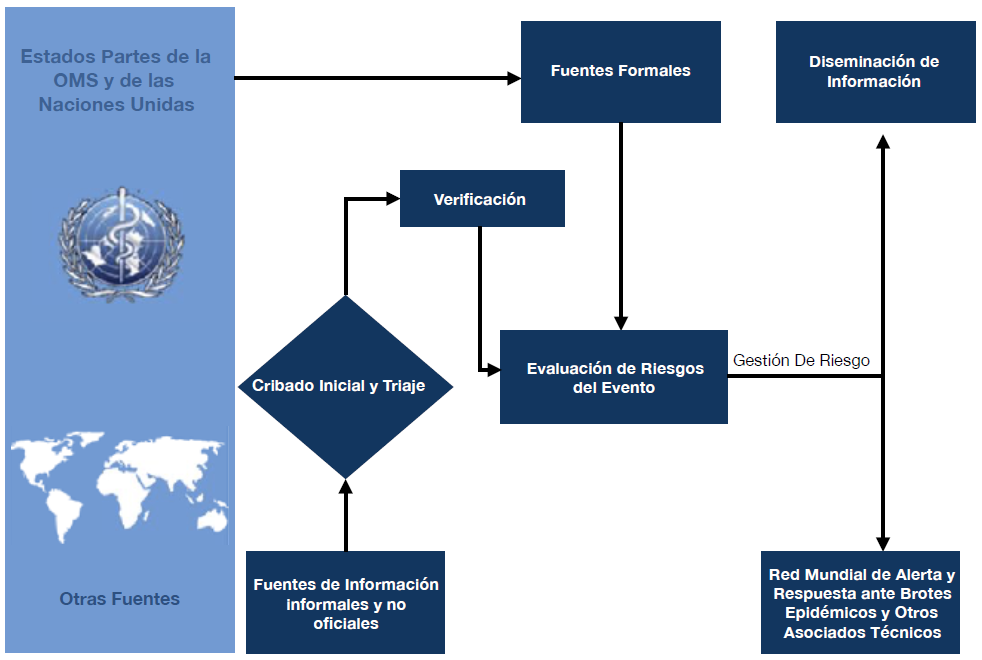 Estados Partes de la
OMS y de las
Naciones Unidas
Otras Fuentes
Fuentes Formales
Diseminación de
Información
Verificación
Cribado Inicial y Triaje
Evaluación de Riesgos
del Evento
Gestión De Riesgo
Fuentes de Información
informales y no
oficiales
Red Mundial de Alerta y
Respuesta ante Brotes
Epidémicos y Otros
Asociados Técnicos